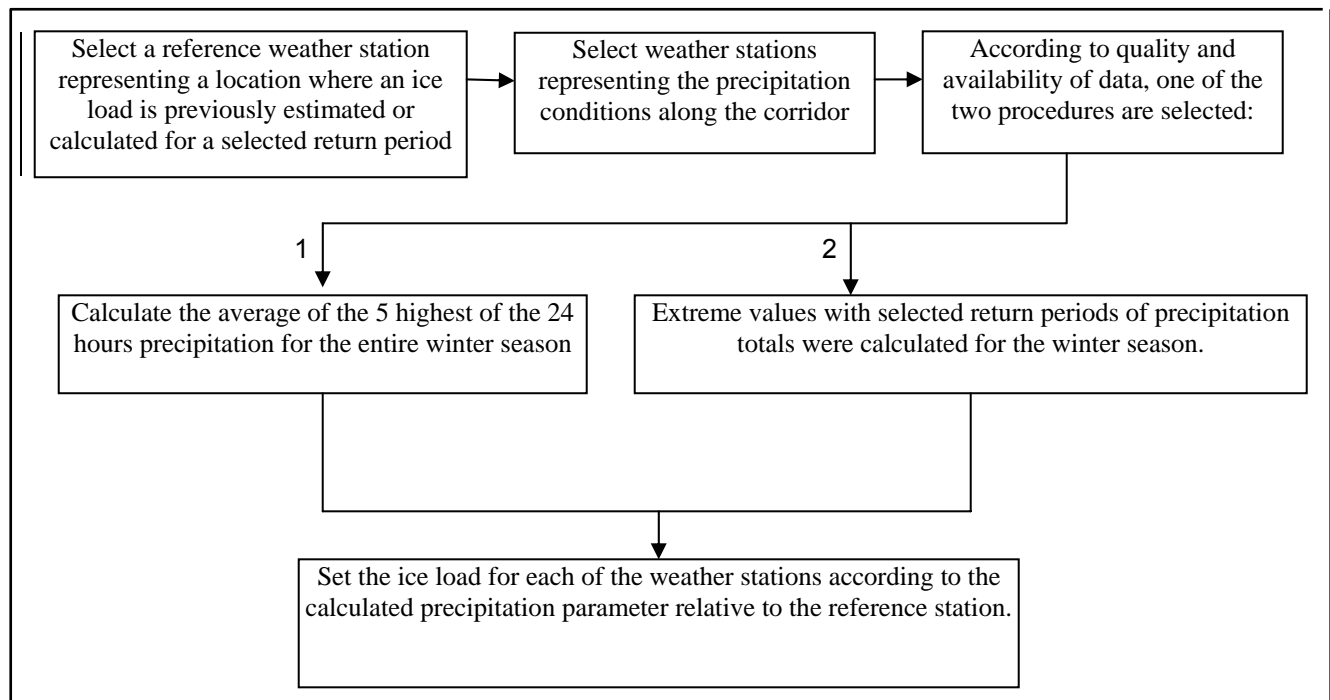 Select a reference weather station
representing a location where an ice
load is previously estimated or
calculated for a selected return period
Select weather stations
representing the precipitation
conditions along the corridor
According to quality and
availability of data, one of the
two procedures are selected:
1
2
Calculate the average of the 5 highest of the 24
hours precipitation for the entire winter season
Extreme values with selected return periods of precipitation
totals were calculated for the winter season.
Set the ice load for each of the weather stations according to the
calculated precipitation parameter relative to the reference station.